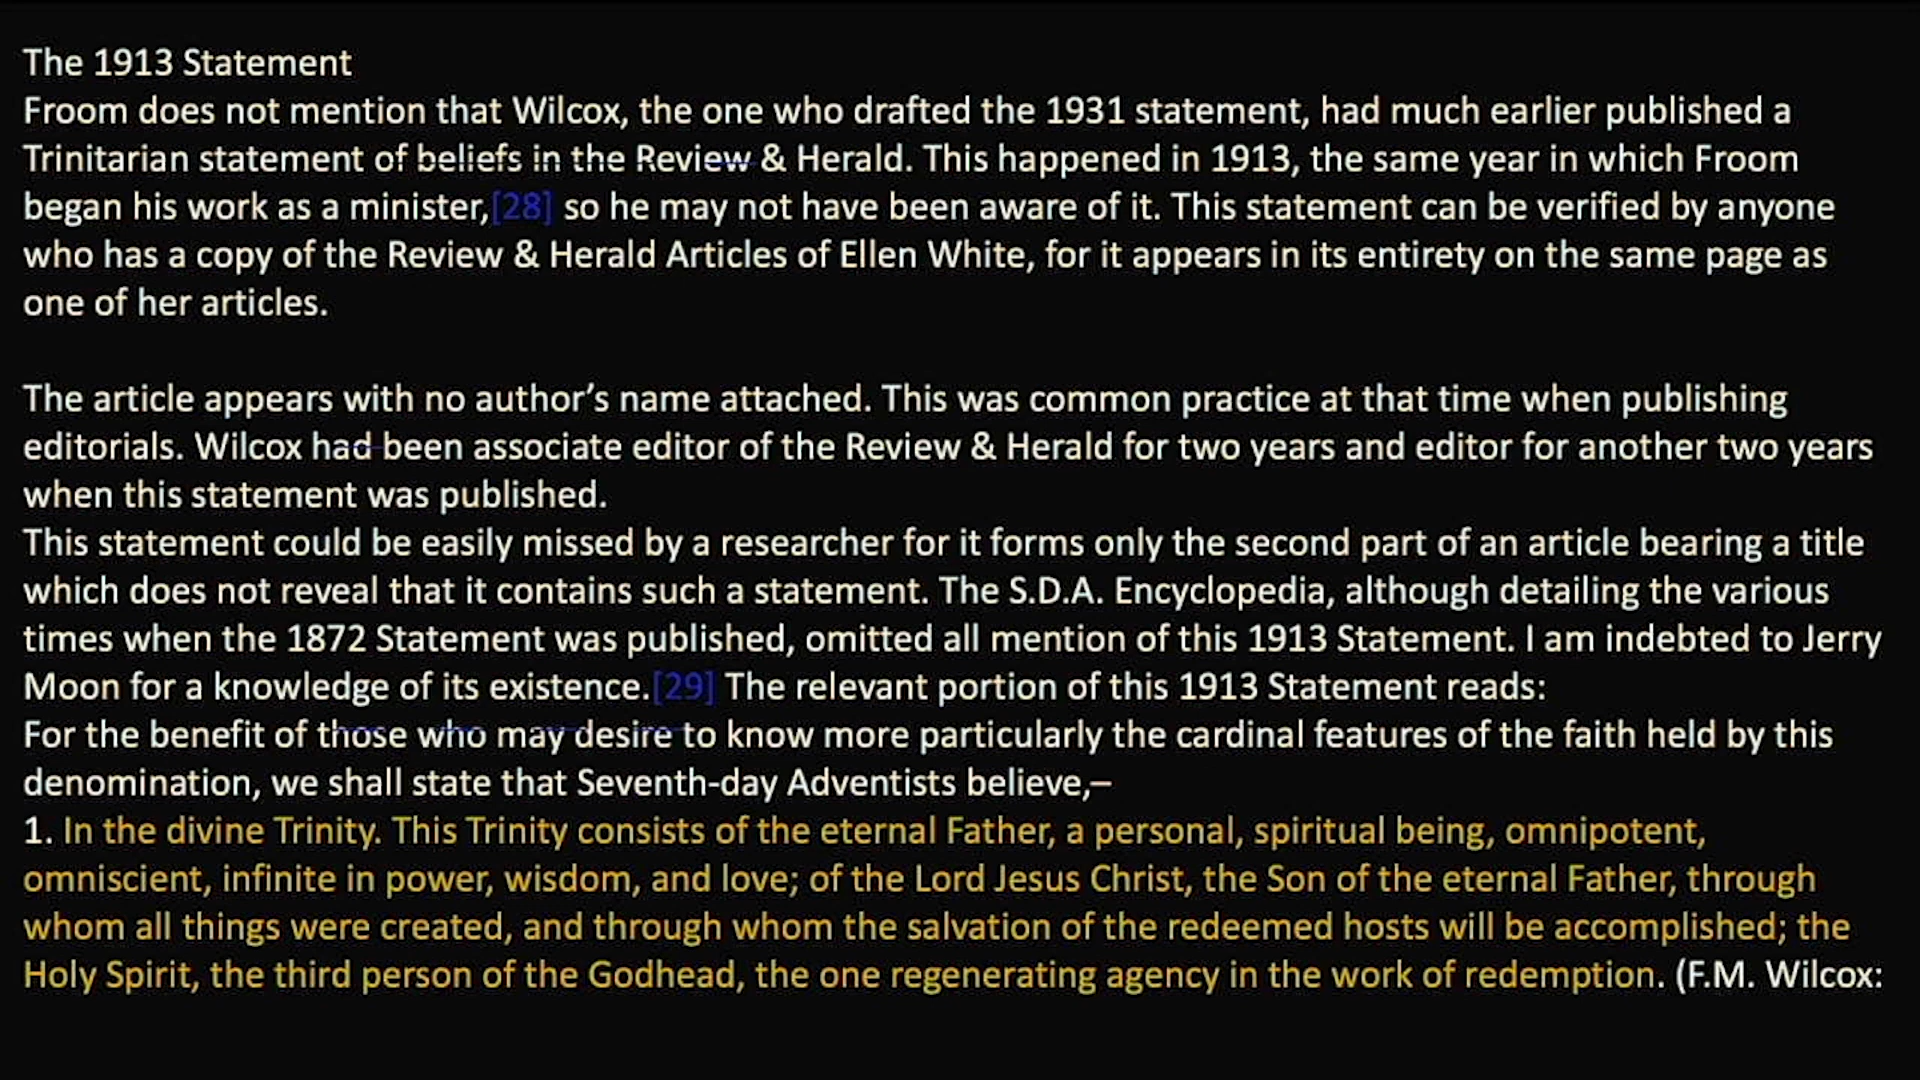 The 1913 Statement
Froom does not mention that Wilcox, the one who drafted the 1931 statement, had much earlier published a
Trinitarian statement of beliefs in the Review & Herald. This happened in 1913, the same year in which Froom
began his work as a minister,[28] so he may not have been aware of it. This statement can be verified by anyone
who has a copy of the Review & Herald Articles of Ellen White, for it appears in its entirety on the same page as
one of her articles.
The article appears with no author’s name attached. This was common practice at that time when publishing
editorials. Wilcox had been associate editor of the Review & Herald for two years and editor for another two years
when this statement was published.
This statement could be easily missed by a researcher for it forms only the second part of an article bearing a title
which does not reveal that it contains such a statement. The S.D.A. Encyclopedia, although detailing the various
times when the 1872 Statement was published, omitted all mention of this 1913 Statement. I am indebted to Jerry
Moon for a knowledge of its existence.[29] The relevant portion of this 1913 Statement reads:
For the benefit of those who may desire to know more particularly the cardinal features of the faith held by this
denomination, we shall state that Seventh-day Adventists believe,–
1. In the divine Trinity. This Trinity consists of the eternal Father, a personal, spiritual being, omnipotent,
omniscient, infinite in power, wisdom, and love; of the Lord Jesus Christ, the Son of the eternal Father, through
whom all things were created, and through whom the salvation of the redeemed hosts will be accomplished; the
Holy Spirit, the third person of the Godhead, the one regenerating agency in the work of redemption. (F.M. Wilcox: